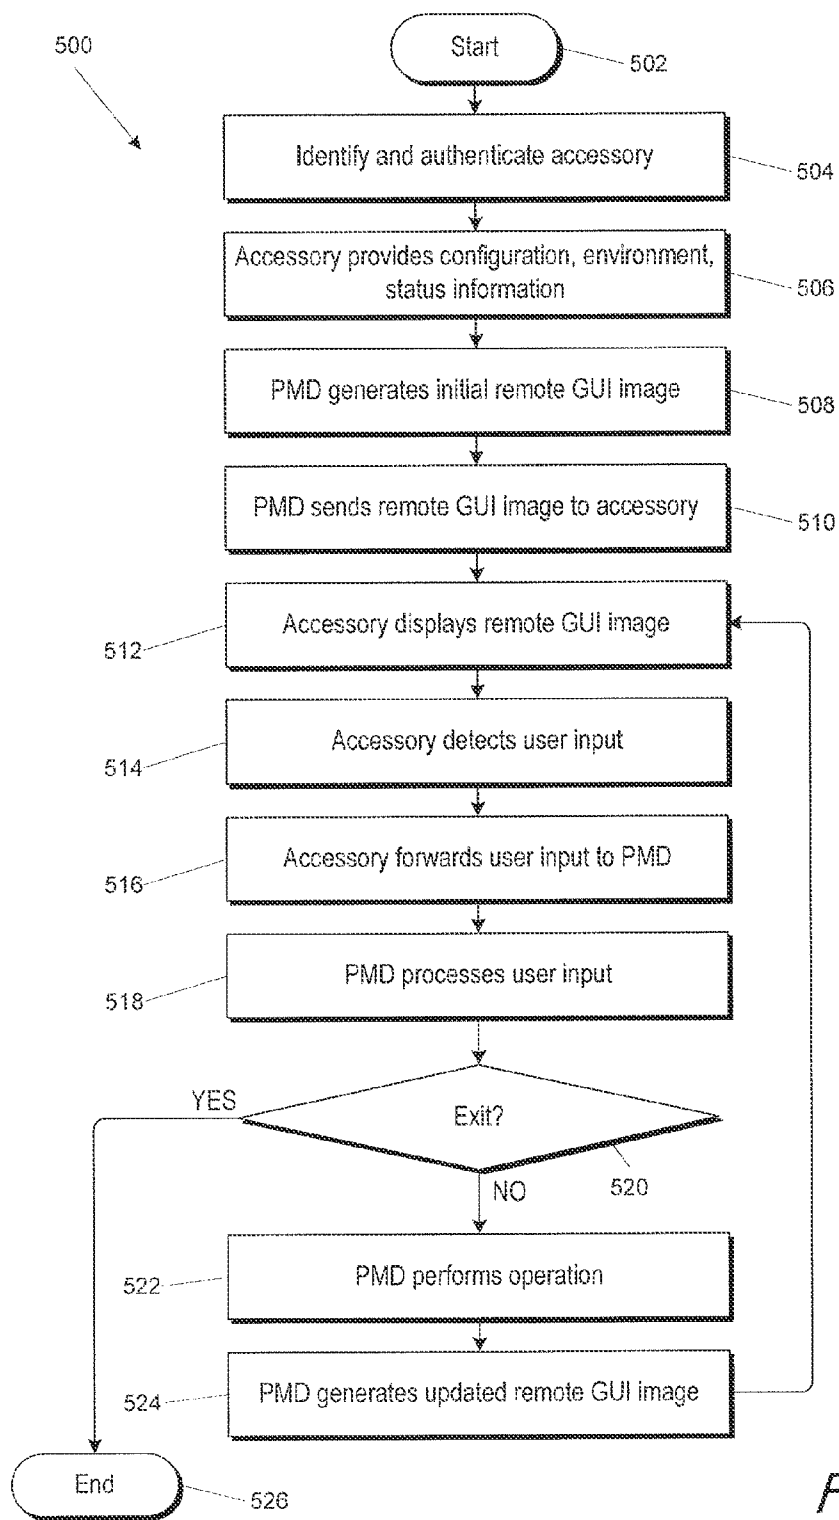 500
Start
502
Identify and authenticate accessory
504
Accessory provides configuration, environment,
status information
506
PMD generates initial remote GUI image
508
PMD sends remote GUI image to accessory
510
Accessory displays remote GUI image
512
Accessory detects user input
514
Accessory forwards user input to PMD
516
PMD processes user input
518
YES
Exit?
520
NO
PMD performs operation
522
PMD generates updated remote GUI image
524
End
526